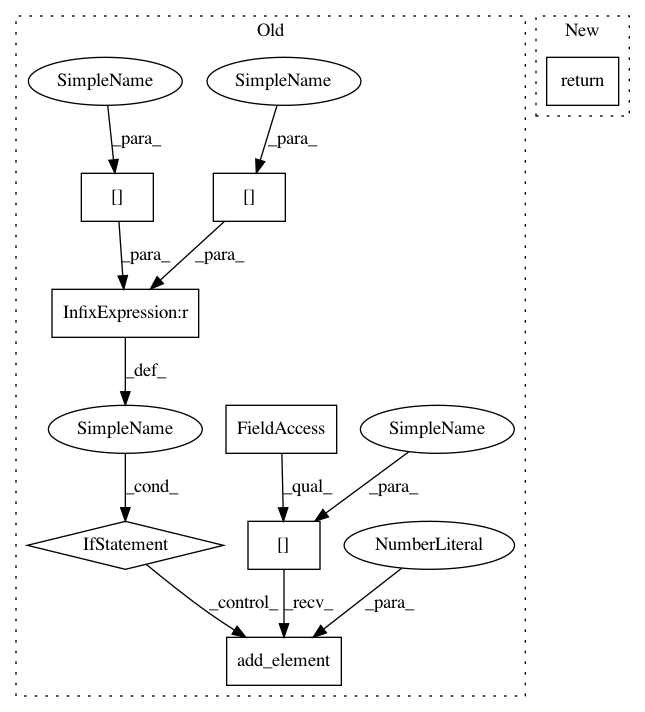 Old
New
SimpleName
SimpleName
return
_para_
_para_
[]
[]
_para_
_para_
InfixExpression:r
_def_
SimpleName
FieldAccess
SimpleName
_cond_
_qual_
_para_
IfStatement
[]
NumberLiteral
_control_
_recv_
_para_
add_element